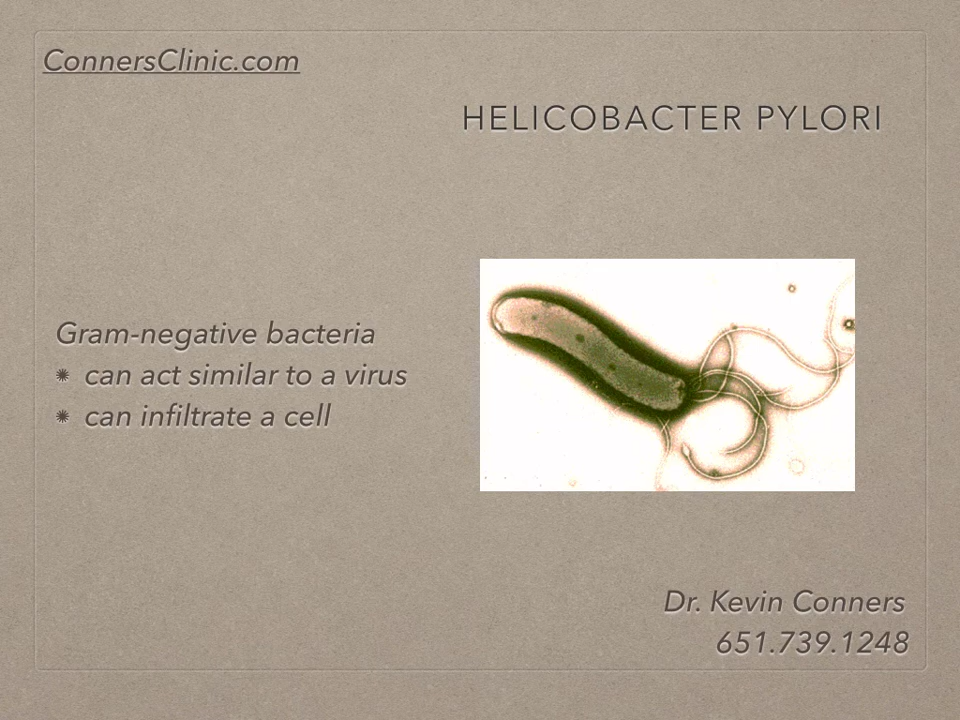 ConnersClinic.com
HELICOBACTER PYLORI
Gram-negative bacteria
can act similar to a virus
can infiltrate a cell
Dr. Kevin Conners
651.739.1248